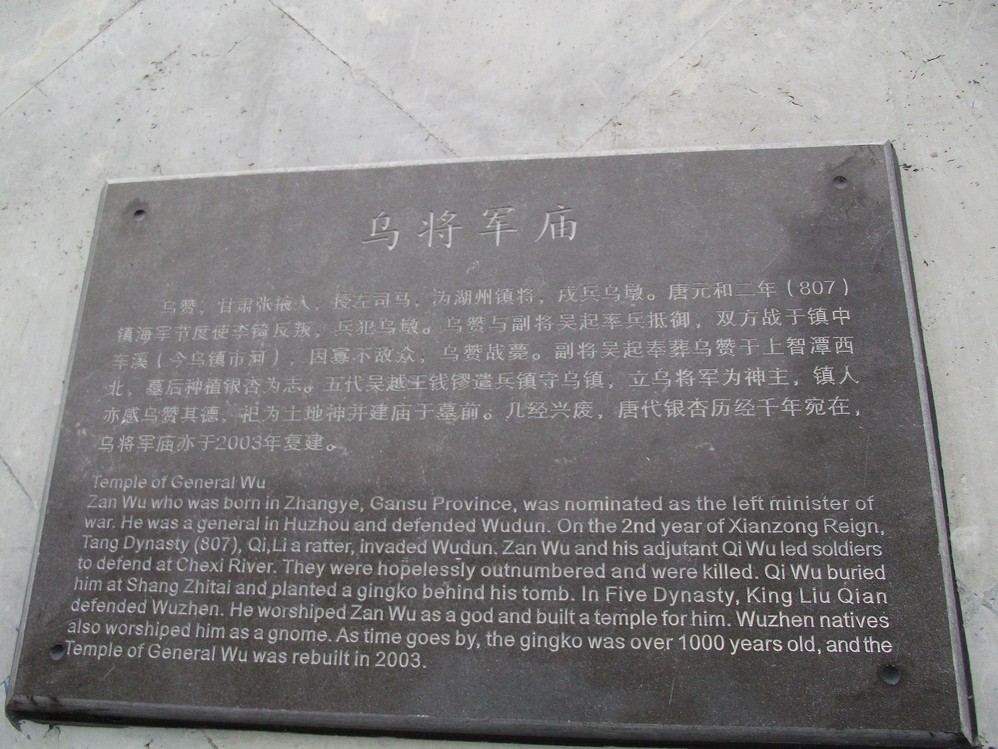 乌将军庙
乌赞，甘肃张掖人，授左司马，为湖州镇将，戍兵乌墩。唐元和二年（807）
镇海军节度使李锜反叛，兵犯乌墩。乌赞与副将吴起率兵抵御，双方战于镇中
车溪（今乌镇市河），因寡不敌众，乌赞战薨。副将吴起奉葬乌赞于上智潭西
北，墓后种植银杏为志。五代吴越王钱镠遣兵镇守乌镇，立乌将军为神主，镇人
亦感乌赞其德，祀为土地神并建庙于墓前。几经兴废，唐代银杏历经千年宛在，
乌将军庙亦于2003年复建。
Temple of General Wu
Zan Wu who was born in Zhangye, Gansu Province, was nominated as the left minister of
war. He was a general in Huzhou and defended Wudun. On the 2nd year of Xianzong Reign,
Tang Dynasty (807), Qi,Li a ratter, invaded Wudun. Zan Wu and his adjutant Qi Wu led soldiers
to defend at Chexi River. They were hopelessly outnumbered and were killed. Qi Wu buried
him at Shang Zhitai and planted a gingko behind his tomb. In Five Dynasty, King Liu Qian
defended Wuzhen. He worshiped Zan Wu as a god and built a temple for him. Wuzhen natives
also worshiped him as a gnome. As time goes by, the gingko was over 1000 years old, and the
Temple of General Wu was rebuilt in 2003.